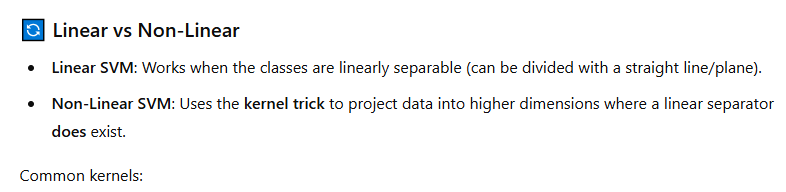 Linear vs Non-Linear
• Linear SVM: Works when the classes are linearly separable (can be divided with a straight line/plane).
• Non-Linear SVM: Uses the kernel trick to project data into higher dimensions where a linear separator
does exist.
Common kernels: